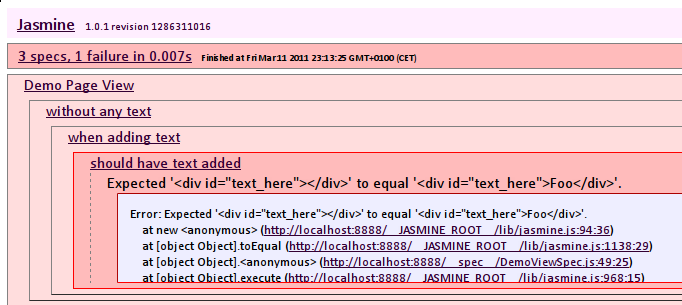 Jasmine 1.0.1 revision 1286311016
3 specs, 1 failure in 0.007s Finished at Fri Mar 11 2011 23:13:25 GMT+0100 (CET)
Demo Page View
without any text
when adding text
should have text added
Expected '<div id="text_here"></div>' to equal '<div id="text_here">Foo</div>'.
Error: Expected '<div id="text_here"></div>' to equal '<div id="text_here">Foo</div>'.
at new <anonymous> (http://localhost:8888/__JASMINE_ROOT__/lib/jasmine.js:94:36)
at [object Object].toEqual (http://localhost:8888/__JASMINE_ROOT__/lib/jasmine.js:1138:29)
at [object Object].<anonymous> (http://localhost:8888/__spec__/DemoViewSpec.js:49:25)
at [object Object].execute (http://localhost:8888/__JASMINE_ROOT__/lib/jasmine.js:968:15)